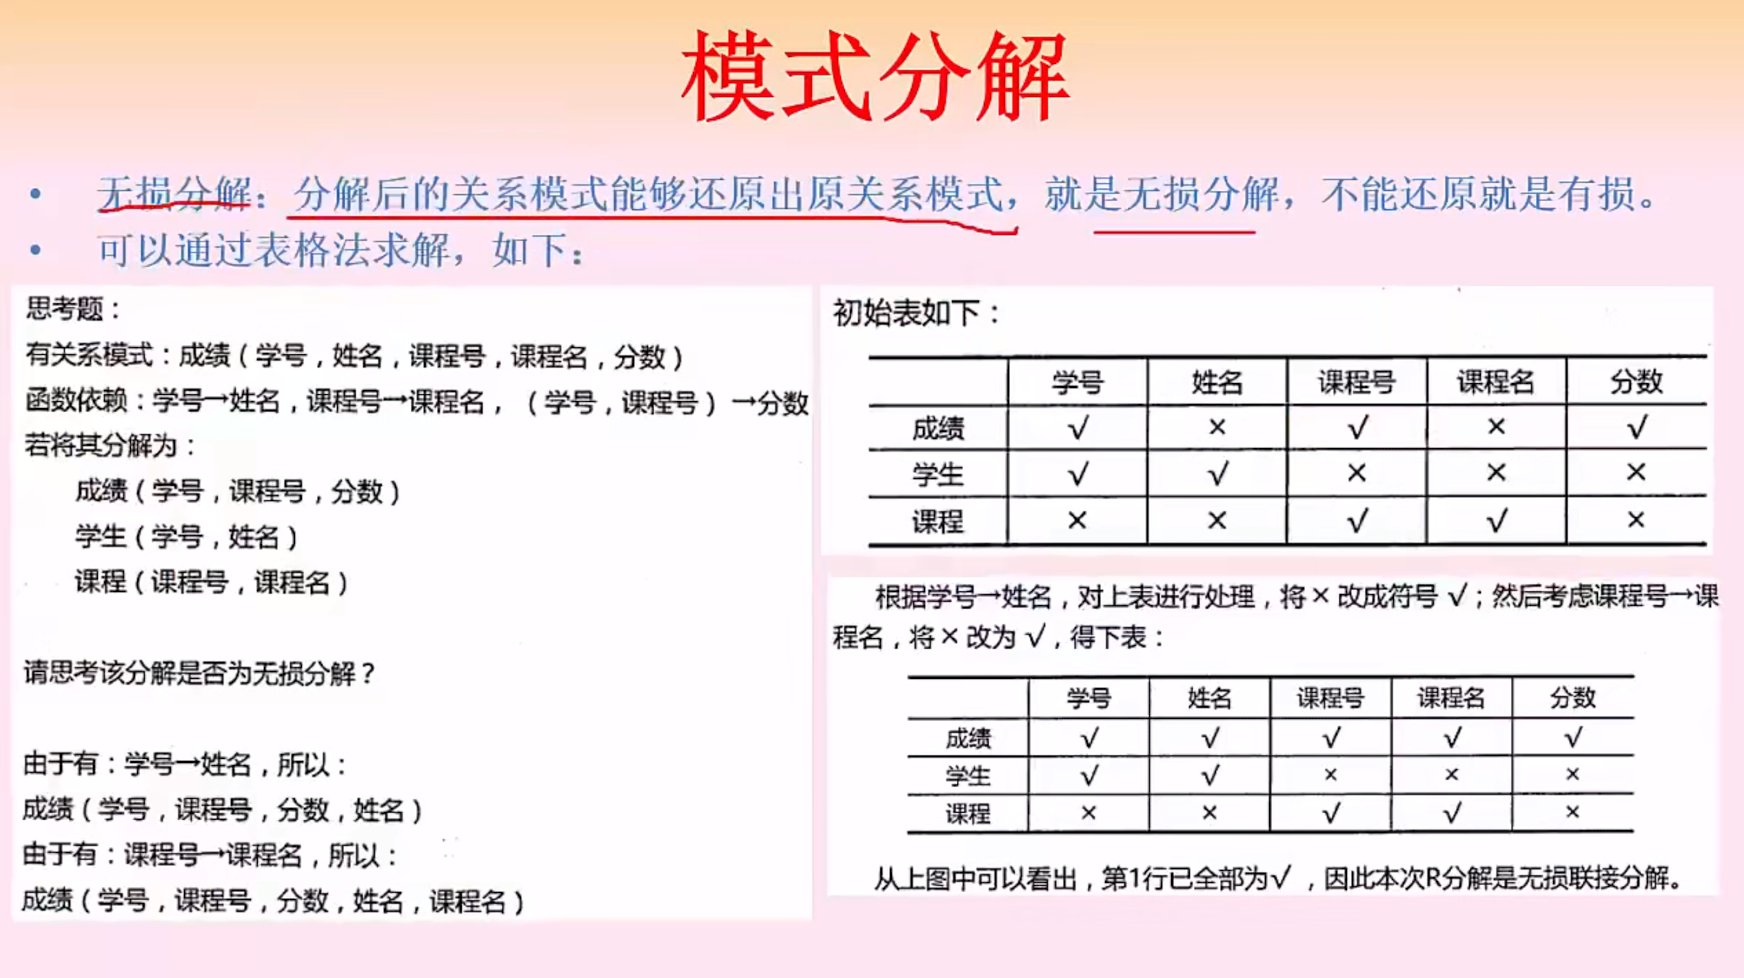 模式分解
• 无损分解：分解后的关系模式能够还原出原关系模式，就是无损分解，不能还原就是有损。
• 可以通过表格法求解，如下：
思考题：
有关系模式：成绩（学号，姓名，课程号，课程名，分数）
函数依赖：学号→姓名，课程号→课程名，（学号，课程号）→分数
若将其分解为：
成绩（学号，课程号，分数）
学生（学号，姓名）
课程（课程号，课程名）
请思考该分解是否为无损分解？
由于有：学号→姓名，所以：
成绩（学号，课程号，分数，姓名）
由于有：课程号→课程名，所以：
成绩（学号，课程号，分数，姓名，课程名）
初始表如下：
学号 姓名 课程号 课程名 分数
成绩 √ × √ × √
学生 √ √ × × ×
课程 × × √ √ ×
根据学号→姓名，对上表进行处理，将×改成符号√；然后考虑课程号→课
程名，将×改为√，得下表：
学号 姓名 课程号 课程名 分数
成绩 √ √ √ √ √
学生 √ √ × × ×
课程 × × √ √ ×
从上图中可以看出，第1行已全部为√，因此本次R分解是无损联接分解。